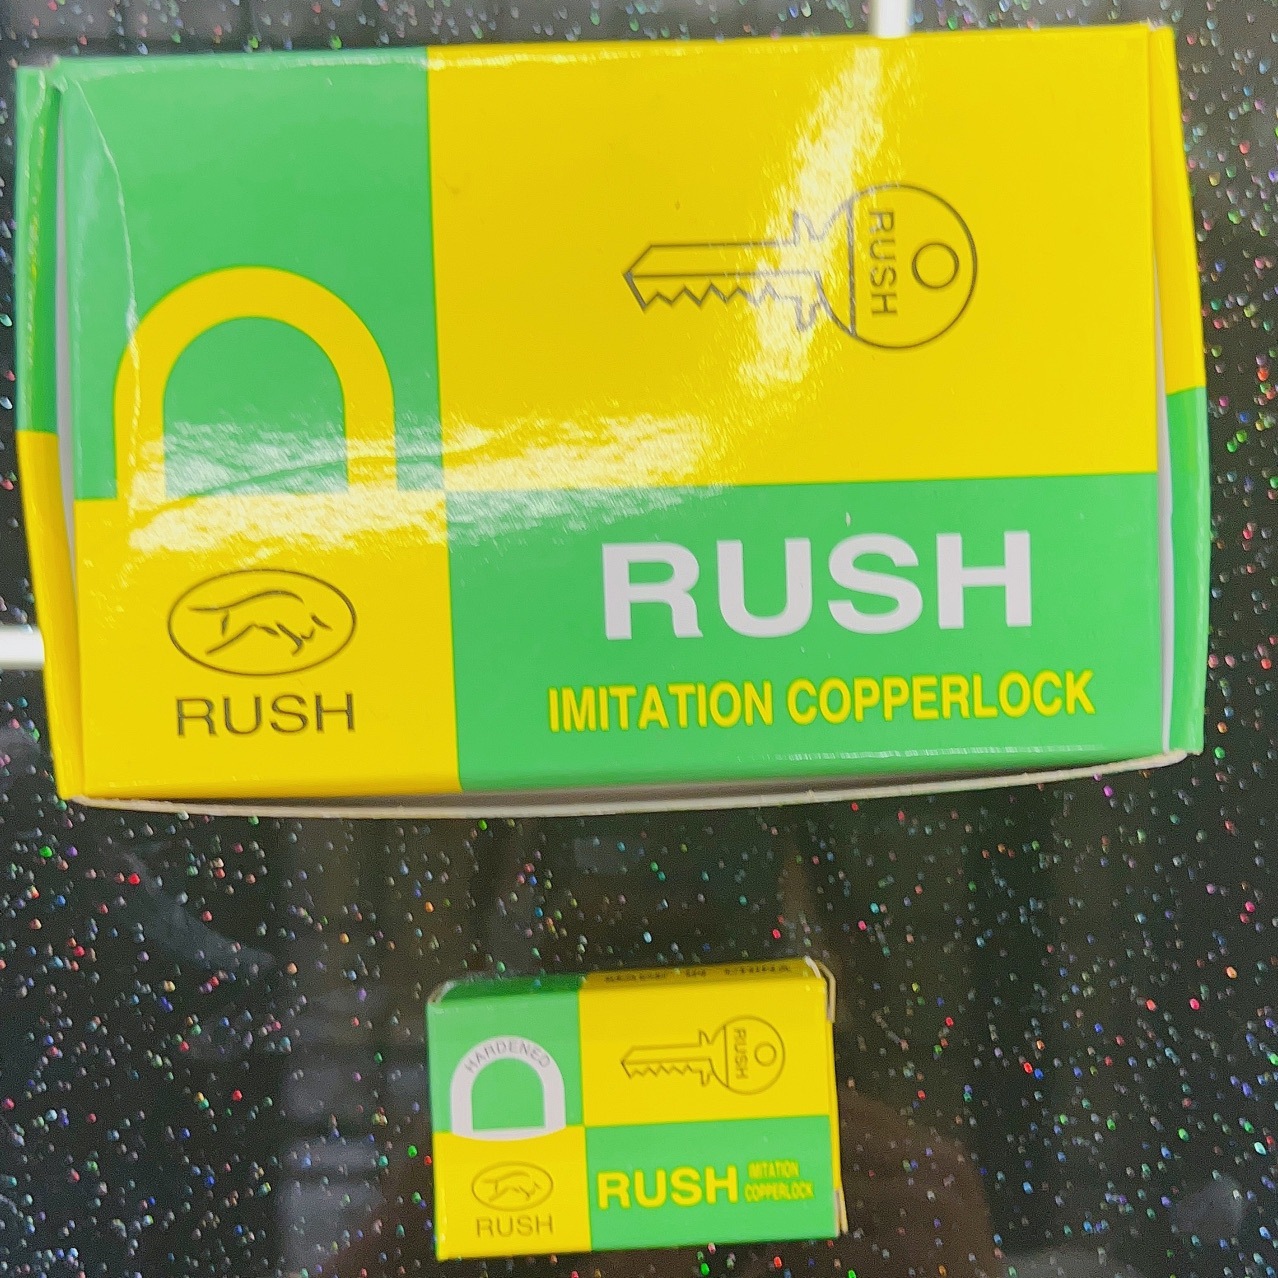 RUSH
RUSH
IMITATION COPPERLOCK
RUSH
HARDENED
RUSH
RUSH
IMITATION
COPPERLOCK
RUSH